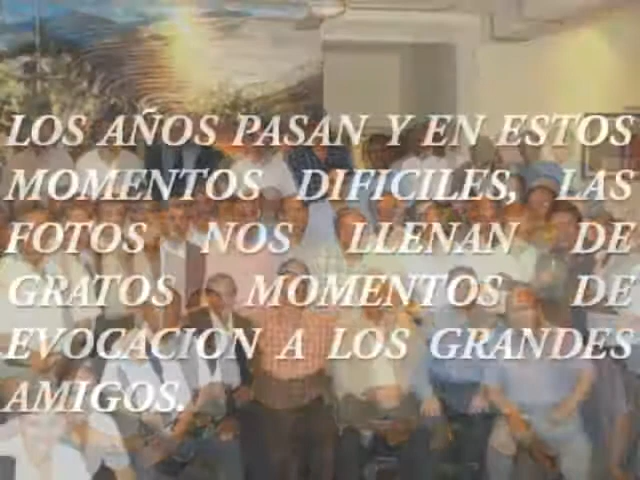 LOS AÑOS PASAN Y EN ESTOS
MOMENTOS DIFICILES, LAS
FOTOS NOS LLENAN DE
GRATOS MOMENTOS DE
EVOCACION A LOS GRANDES
AMIGOS.